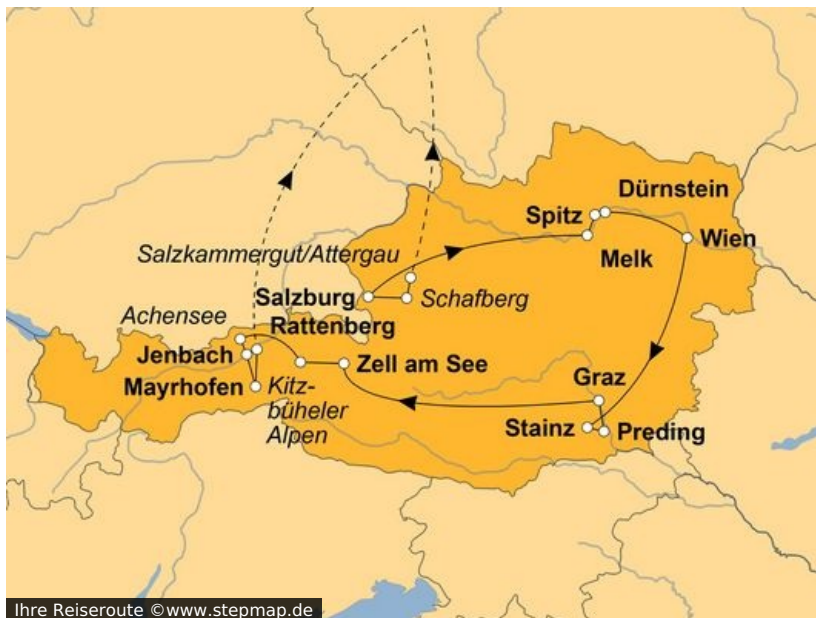 Dürnstein
Spitz
Wien
Melk
Salzkammergut/Attergau
Salzburg
Schafberg
Achensee
Rattenberg
Jenbach
Zell am See
Mayrhofen
Kitz-
büheler
Alpen
Graz
Stainz
Preding
Ihre Reiseroute ©www.stepmap.de